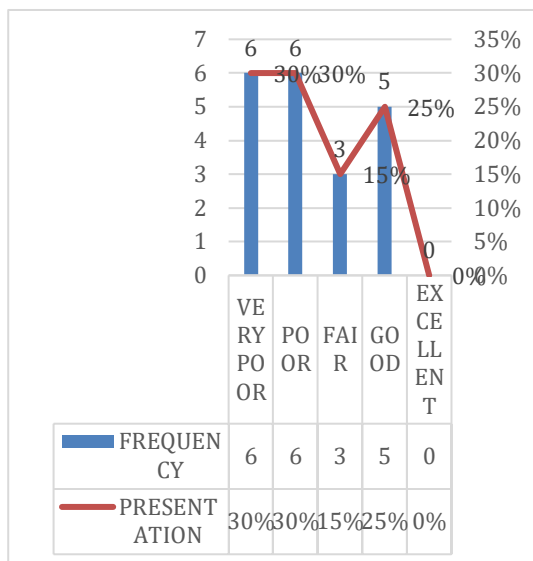 7
6
5
4
3
2
1
0
35%
30%
25%
20%
15%
10%
5%
0%
6
6
3
5
0
30%
30%
15%
25%
0%
VE
RY PO
OR
PO
OR
FAI
R
GO
OD
EX
CE
LL
EN
T
FREQUEN
CY
6 6 3 5 0
PRESENT
ATION
30% 30% 15% 25% 0%